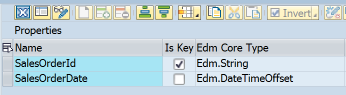 Invert
Properties
Name Is Key Edm Core Type
SalesOrderId Edm.String
SalesOrderDate Edm.DateTimeOffset